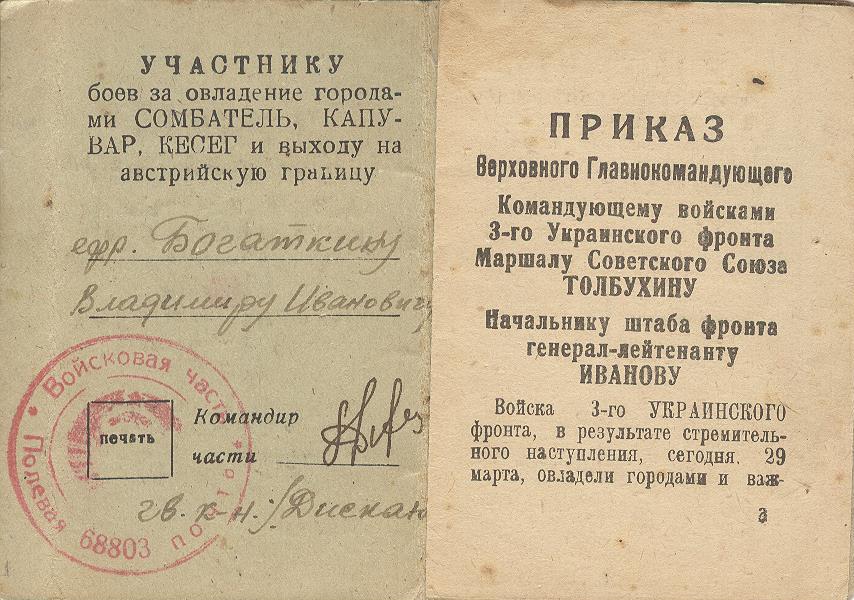 УЧАСТНИКУ
боев за овладение города-
ми СОМБАТЕЛЬ, КАПУ-
ВАР, КЕСЕГ и выходу на
австрийскую границу
ефр. Богаткину
Владимиру Ивановичу
Войсковая часть
Полевая почта
68803
печать
Командир
части
гв. к-н. /Дискан
ПРИКАЗ
Верховного Главнокомандующего
Командующему войсками
3-го Украинского фронта
Маршалу Советского Союза
ТОЛБУХИНУ
Начальнику штаба фронта
генерал-лейтенанту
ИВАНОВУ
Войска 3-го УКРАИНСКОГО
фронта, в результате стремитель-
ного наступления, сегодня, 29
марта, овладели городами и важ-
3